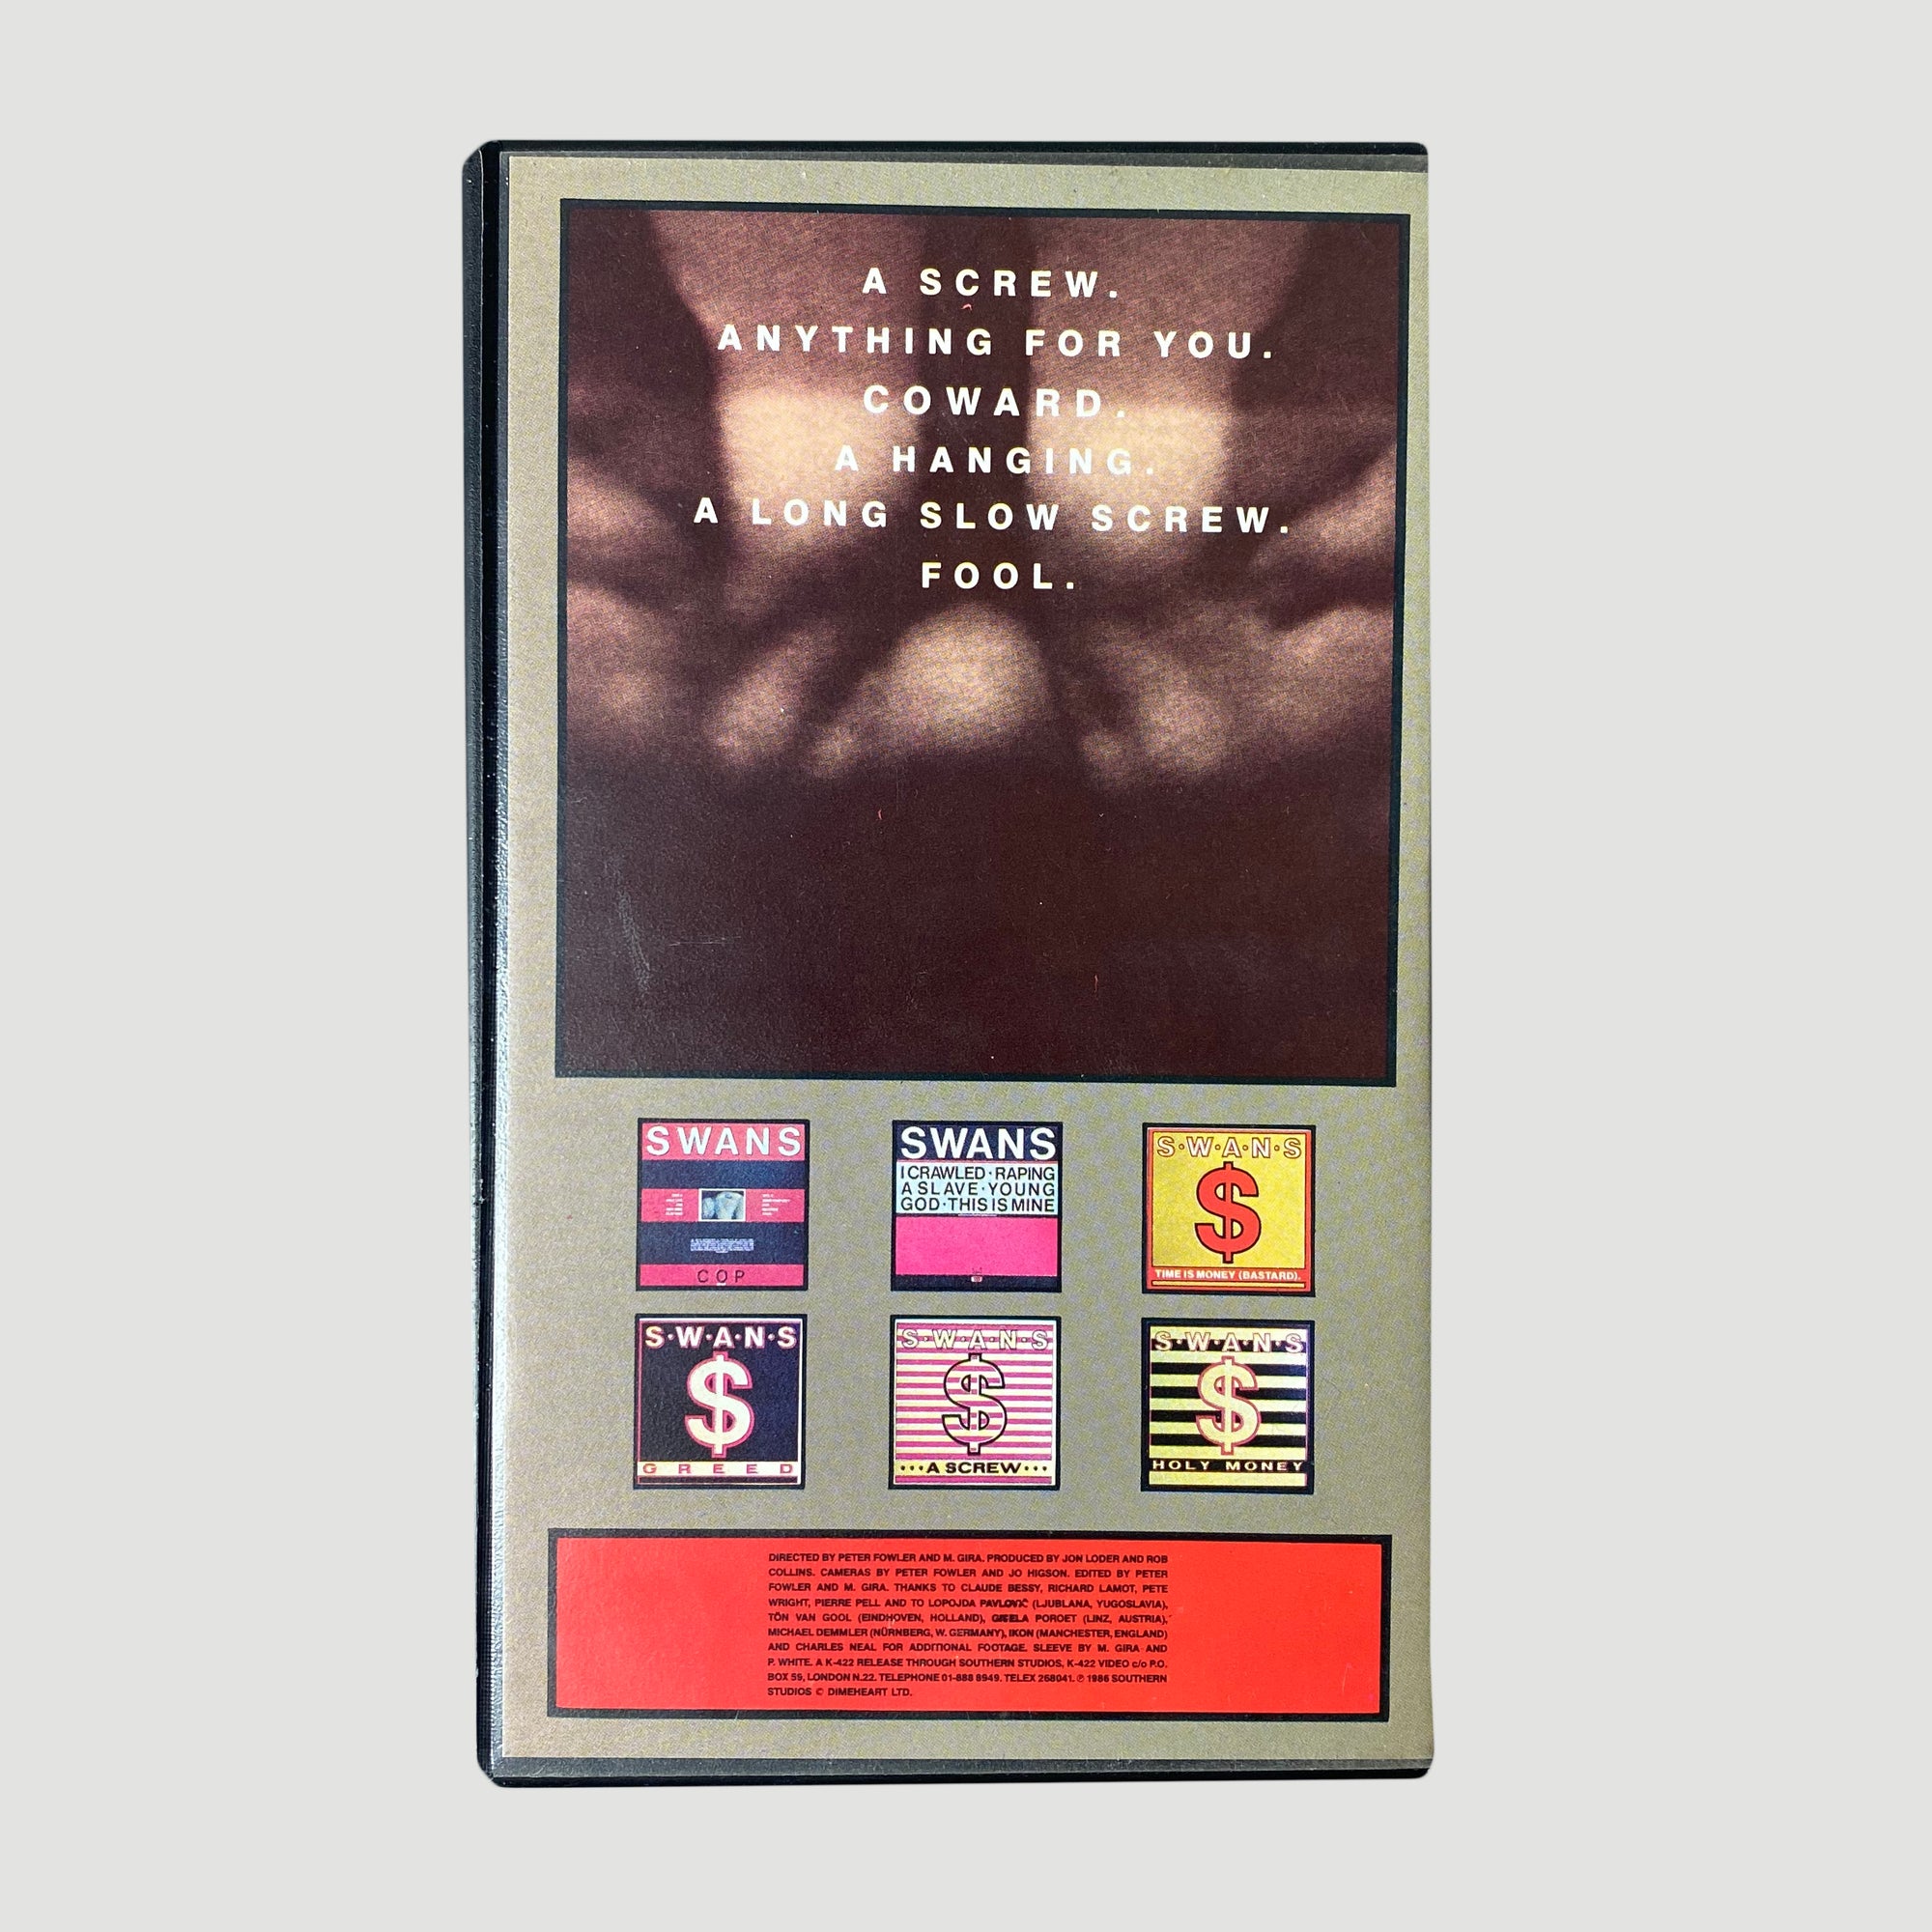 A SCREW.
ANYTHING FOR YOU.
COWARD.
A HANGING.
A LONG SLOW SCREW.
FOOL.
SWANS
COP
SWANS
I CRAWLED·RAPING
A SLAVE·YOUNG
GOD·THIS IS MINE
S·W·A·N·S
$
TIME IS MONEY (BASTARD).
S·W·A·N·S
$
GREED
S·W·A·N·S
$
···A SCREW···
S·W·A·N·S
$
HOLY MONEY
DIRECTED BY PETER FOWLER AND M. GIRA. PRODUCED BY JON LODER AND ROB
COLLINS. CAMERAS BY PETER FOWLER AND JO HIGSON. EDITED BY PETER
FOWLER AND M. GIRA. THANKS TO CLAUDE BESSY, RICHARD LAMOT, PETE
WRIGHT, PIERRE PELL AND TO LOPOJDA PAVLOVIČ (LJUBLANA, YUGOSLAVIA),
TÖN VAN GOOL (EINDHOVEN, HOLLAND), GISELA POROET (LINZ, AUSTRIA),
MICHAEL DEMMLER (NÜRNBERG, W. GERMANY), IKON (MANCHESTER, ENGLAND)
AND CHARLES NEAL FOR ADDITIONAL FOOTAGE. SLEEVE BY M. GIRA AND
P. WHITE. A K-422 RELEASE THROUGH SOUTHERN STUDIOS, K-422 VIDEO c/o P.O.
BOX 59, LONDON N.22. TELEPHONE 01-888 8949. TELEX 268041. ℗ 1986 SOUTHERN
STUDIOS © DIMEHEART LTD.